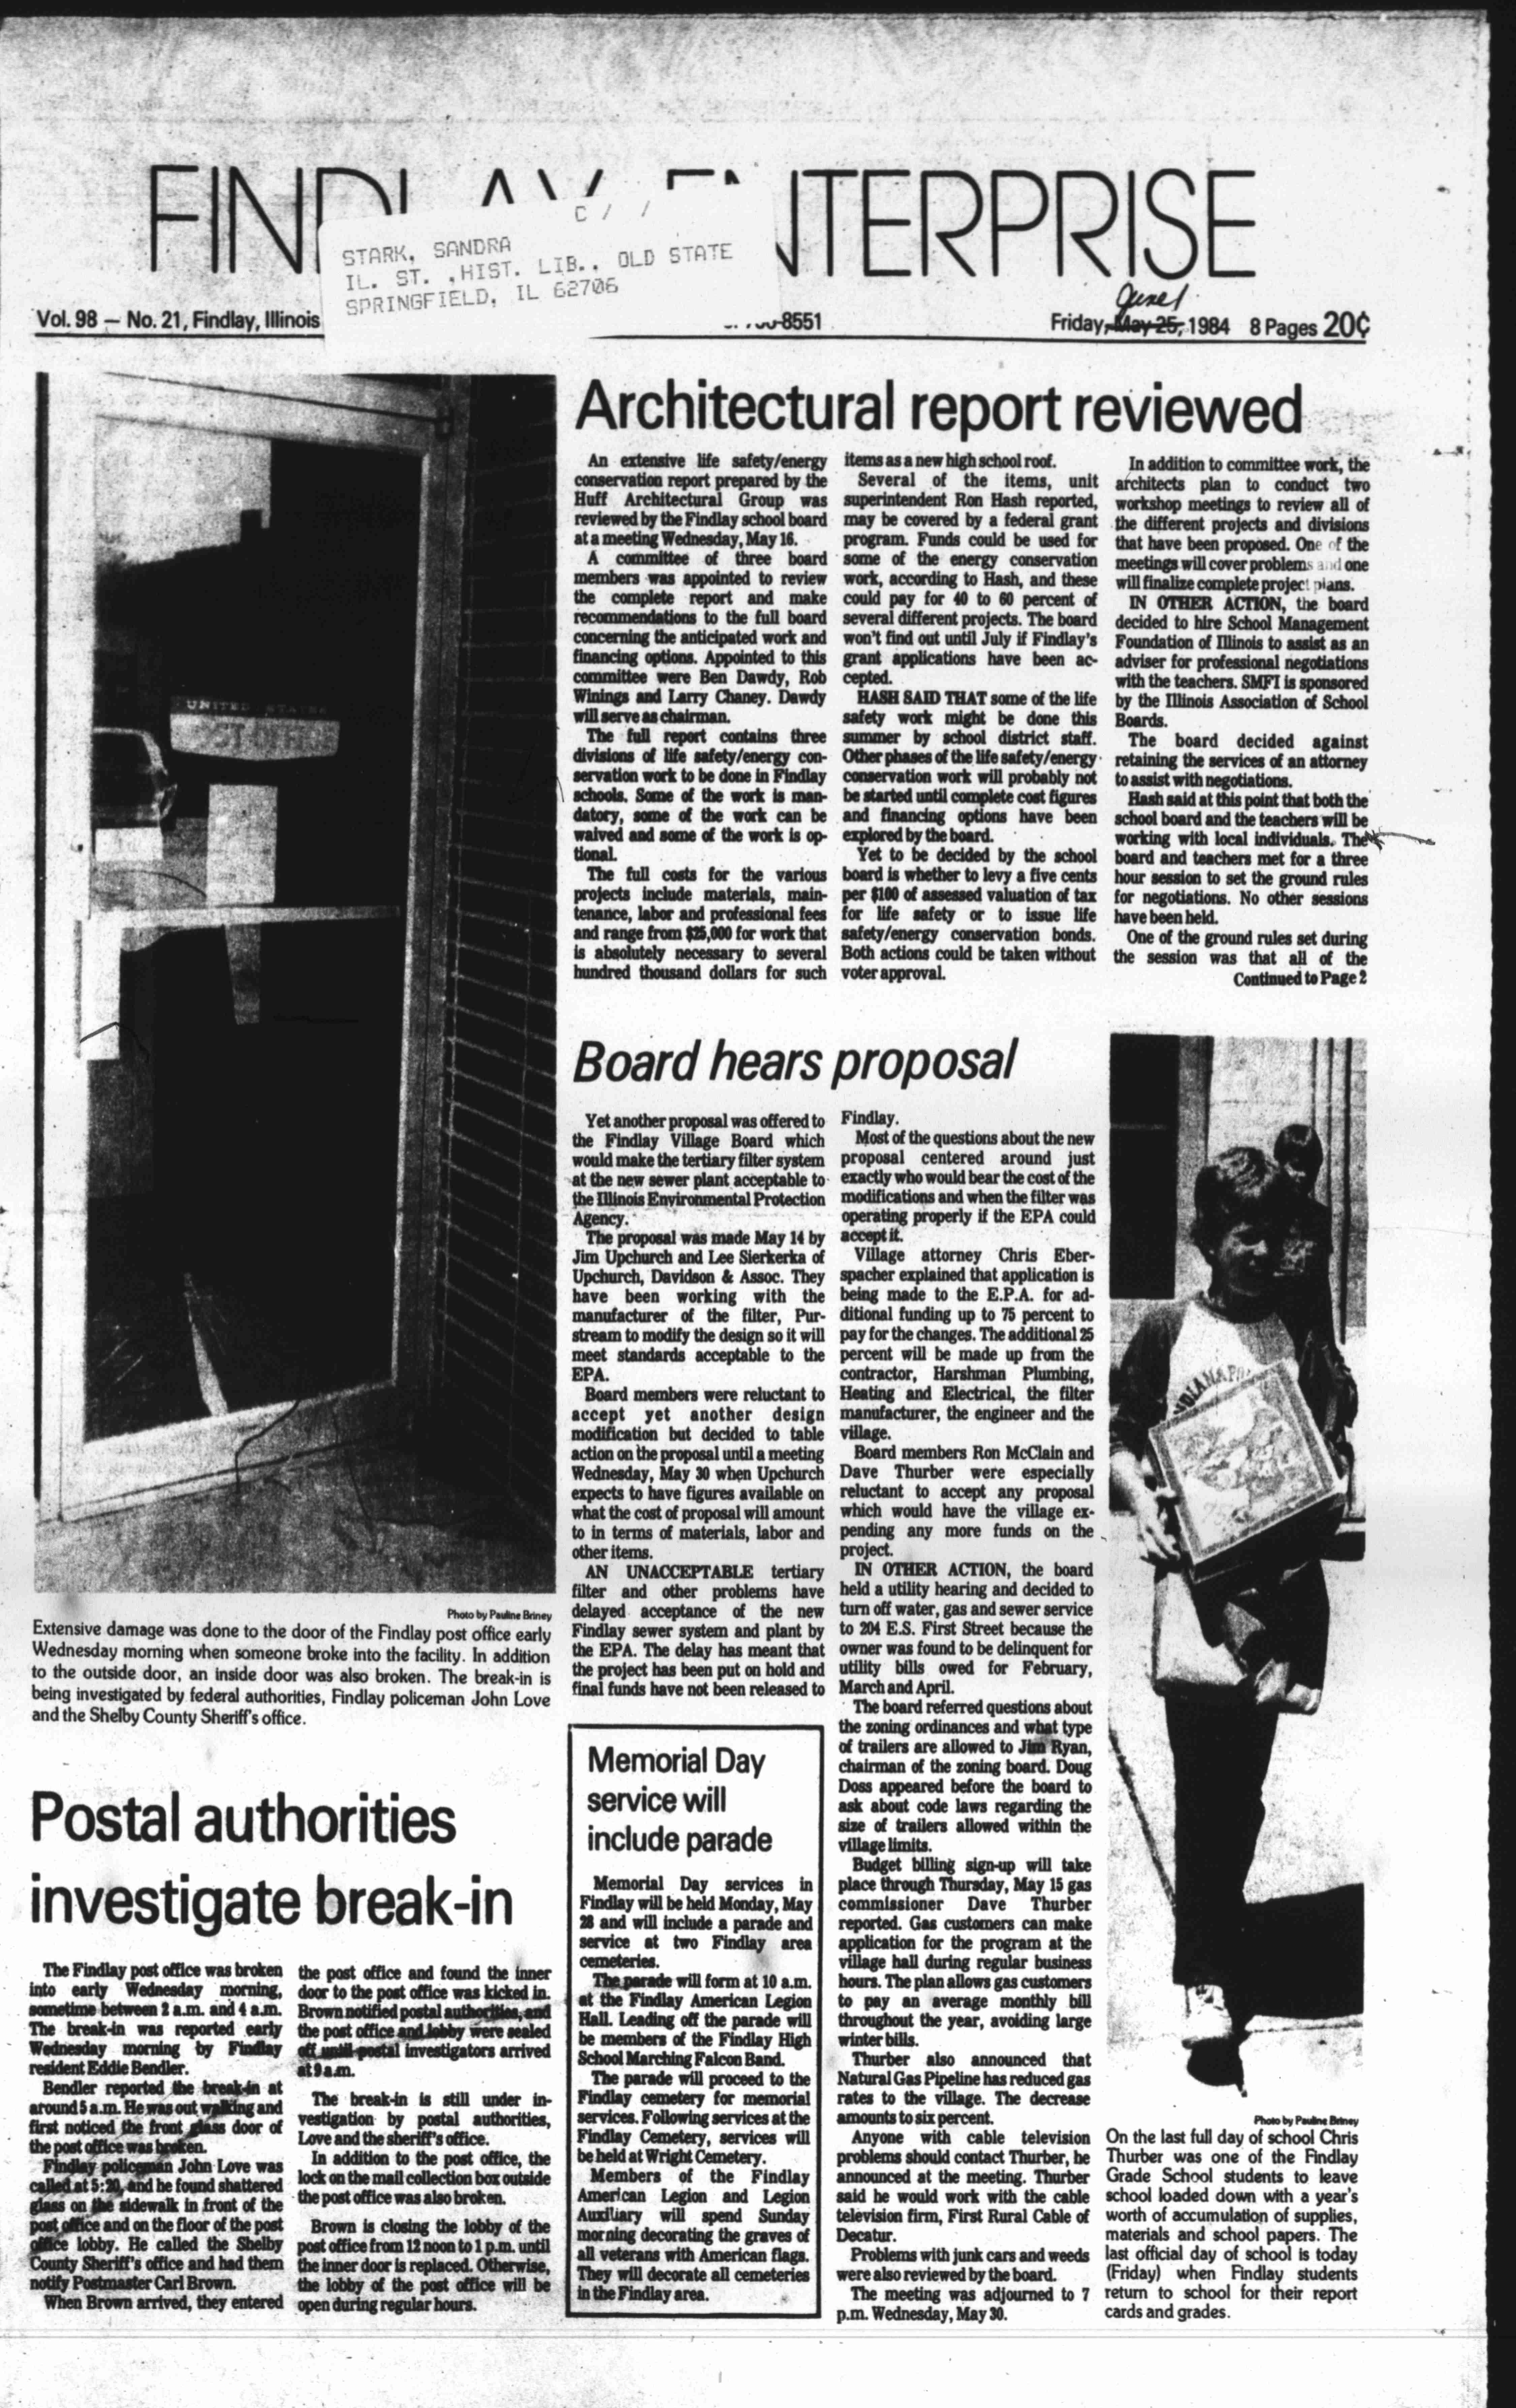 FINDLAY ENTERPRISE
C / /
STARK, SANDRA
IL. ST. ,HIST. LIB., OLD STATE
SPRINGFIELD, IL 62706
Vol. 98 — No. 21, Findlay, Illinois
-8551
June 1
Friday, May 25, 1984 8 Pages 20¢
UNITED STATES
POST OFFICE
Photo by Pauline Briney
Extensive damage was done to the door of the Findlay post office early
Wednesday morning when someone broke into the facility. In addition
to the outside door, an inside door was also broken. The break-in is
being investigated by federal authorities, Findlay policeman John Love
and the Shelby County Sheriff's office.
Architectural report reviewed
An extensive life safety/energy
conservation report prepared by the
Huff Architectural Group was
reviewed by the Findlay school board
at a meeting Wednesday, May 16.
A committee of three board
members was appointed to review
the complete report and make
recommendations to the full board
concerning the anticipated work and
financing options. Appointed to this
committee were Ben Dawdy, Rob
Winings and Larry Chaney. Dawdy
will serve as chairman.
The full report contains three
divisions of life safety/energy con-
servation work to be done in Findlay
schools. Some of the work is man-
datory, some of the work can be
waived and some of the work is op-
tional.
The full costs for the various
projects include materials, main-
tenance, labor and professional fees
and range from $25,000 for work that
is absolutely necessary to several
hundred thousand dollars for such
items as a new high school roof.
Several of the items, unit
superintendent Ron Hash reported,
may be covered by a federal grant
program. Funds could be used for
some of the energy conservation
work, according to Hash, and these
could pay for 40 to 60 percent of
several different projects. The board
won't find out until July if Findlay's
grant applications have been ac-
cepted.
HASH SAID THAT some of the life
safety work might be done this
summer by school district staff.
Other phases of the life safety/energy
conservation work will probably not
be started until complete cost figures
and financing options have been
explored by the board.
Yet to be decided by the school
board is whether to levy a five cents
per $100 of assessed valuation of tax
for life safety or to issue life
safety/energy conservation bonds.
Both actions could be taken without
voter approval.
In addition to committee work, the
architects plan to conduct two
workshop meetings to review all of
the different projects and divisions
that have been proposed. One of the
meetings will cover problems and one
will finalize complete project plans.
IN OTHER ACTION, the board
decided to hire School Management
Foundation of Illinois to assist as an
adviser for professional negotiations
with the teachers. SMFI is sponsored
by the Illinois Association of School
Boards.
The board decided against
retaining the services of an attorney
to assist with negotiations.
Hash said at this point that both the
school board and the teachers will be
working with local individuals. The
board and teachers met for a three
hour session to set the ground rules
for negotiations. No other sessions
have been held.
One of the ground rules set during
the session was that all of the
Continued to Page 2
Board hears proposal
Yet another proposal was offered to
the Findlay Village Board which
would make the tertiary filter system
at the new sewer plant acceptable to
the Illinois Environmental Protection
Agency.
The proposal was made May 14 by
Jim Upchurch and Lee Sierkerka of
Upchurch, Davidson & Assoc. They
have been working with the
manufacturer of the filter, Pur-
stream to modify the design so it will
meet standards acceptable to the
EPA.
Board members were reluctant to
accept yet another design
modification but decided to table
action on the proposal until a meeting
Wednesday, May 30 when Upchurch
expects to have figures available on
what the cost of proposal will amount
to in terms of materials, labor and
other items.
AN UNACCEPTABLE tertiary
filter and other problems have
delayed acceptance of the new
Findlay sewer system and plant by
the EPA. The delay has meant that
the project has been put on hold and
final funds have not been released to
Findlay.
Most of the questions about the new
proposal centered around just
exactly who would bear the cost of the
modifications and when the filter was
operating properly if the EPA could
accept it.
Village attorney Chris Eber-
spacher explained that application is
being made to the E.P.A. for ad-
ditional funding up to 75 percent to
pay for the changes. The additional 25
percent will be made up from the
contractor, Harshman Plumbing,
Heating and Electrical, the filter
manufacturer, the engineer and the
village.
Board members Ron McClain and
Dave Thurber were especially
reluctant to accept any proposal
which would have the village ex-
pending any more funds on the
project.
IN OTHER ACTION, the board
held a utility hearing and decided to
turn off water, gas and sewer service
to 204 E.S. First Street because the
owner was found to be delinquent for
utility bills owed for February,
March and April.
The board referred questions about
the zoning ordinances and what type
of trailers are allowed to Jim Ryan,
chairman of the zoning board. Doug
Doss appeared before the board to
ask about code laws regarding the
size of trailers allowed within the
village limits.
Budget billing sign-up will take
place through Thursday, May 15 gas
commissioner Dave Thurber
reported. Gas customers can make
application for the program at the
village hall during regular business
hours. The plan allows gas customers
to pay an average monthly bill
throughout the year, avoiding large
winter bills.
Thurber also announced that
Natural Gas Pipeline has reduced gas
rates to the village. The decrease
amounts to six percent.
Anyone with cable television
problems should contact Thurber, he
announced at the meeting. Thurber
said he would work with the cable
television firm, First Rural Cable of
Decatur.
Problems with junk cars and weeds
were also reviewed by the board.
The meeting was adjourned to 7
p.m. Wednesday, May 30.
Photo by Pauline Briney
On the last full day of school Chris
Thurber was one of the Findlay
Grade School students to leave
school loaded down with a year's
worth of accumulation of supplies,
materials and school papers. The
last official day of school is today
(Friday) when Findlay students
return to school for their report
cards and grades.
Postal authorities
investigate break-in
The Findlay post office was broken
into early Wednesday morning,
sometime between 2 a.m. and 4 a.m.
The break-in was reported early
Wednesday morning by Findlay
resident Eddie Bendler.
Bendler reported the break-in at
around 5 a.m. He was out walking and
first noticed the front glass door of
the post office was broken.
Findlay policeman John Love was
called at 5:20, and he found shattered
glass on the sidewalk in front of the
post office and on the floor of the post
office lobby. He called the Shelby
County Sheriff's office and had them
notify Postmaster Carl Brown.
When Brown arrived, they entered
the post office and found the inner
door to the post office was kicked in.
Brown notified postal authorities, and
the post office and lobby were sealed
off until postal investigators arrived
at 9 a.m.
The break-in is still under in-
vestigation by postal authorities,
Love and the sheriff's office.
In addition to the post office, the
lock on the mail collection box outside
the post office was also broken.
Brown is closing the lobby of the
post office from 12 noon to 1 p.m. until
the inner door is replaced. Otherwise,
the lobby of the post office will be
open during regular hours.
Memorial Day
service will
include parade
Memorial Day services in
Findlay will be held Monday, May
28 and will include a parade and
service at two Findlay area
cemeteries.
The parade will form at 10 a.m.
at the Findlay American Legion
Hall. Leading off the parade will
be members of the Findlay High
School Marching Falcon Band.
The parade will proceed to the
Findlay cemetery for memorial
services. Following services at the
Findlay Cemetery, services will
be held at Wright Cemetery.
Members of the Findlay
American Legion and Legion
Auxiliary will spend Sunday
morning decorating the graves of
all veterans with American flags.
They will decorate all cemeteries
in the Findlay area.